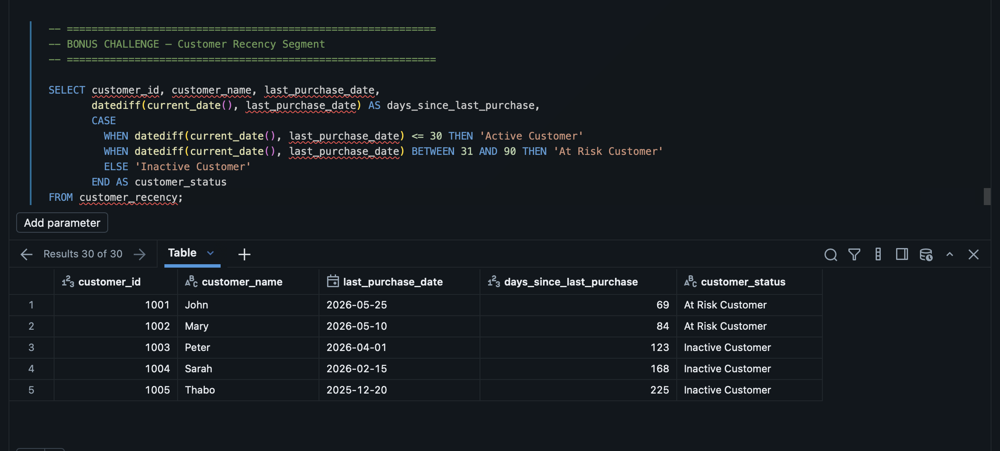 -- ============================================================
-- BONUS CHALLENGE — Customer Recency Segment
-- ============================================================
SELECT customer_id, customer_name, last_purchase_date,
       datediff(current_date(), last_purchase_date) AS days_since_last_purchase,
       CASE
         WHEN datediff(current_date(), last_purchase_date) <= 30 THEN 'Active Customer'
         WHEN datediff(current_date(), last_purchase_date) BETWEEN 31 AND 90 THEN 'At Risk Customer'
         ELSE 'Inactive Customer'
       END AS customer_status
FROM customer_recency;
Add parameter
Results 30 of 30 Table
customer_id customer_name last_purchase_date days_since_last_purchase customer_status
1 1001 John 2026-05-25 69 At Risk Customer
2 1002 Mary 2026-05-10 84 At Risk Customer
3 1003 Peter 2026-04-01 123 Inactive Customer
4 1004 Sarah 2026-02-15 168 Inactive Customer
5 1005 Thabo 2025-12-20 225 Inactive Customer